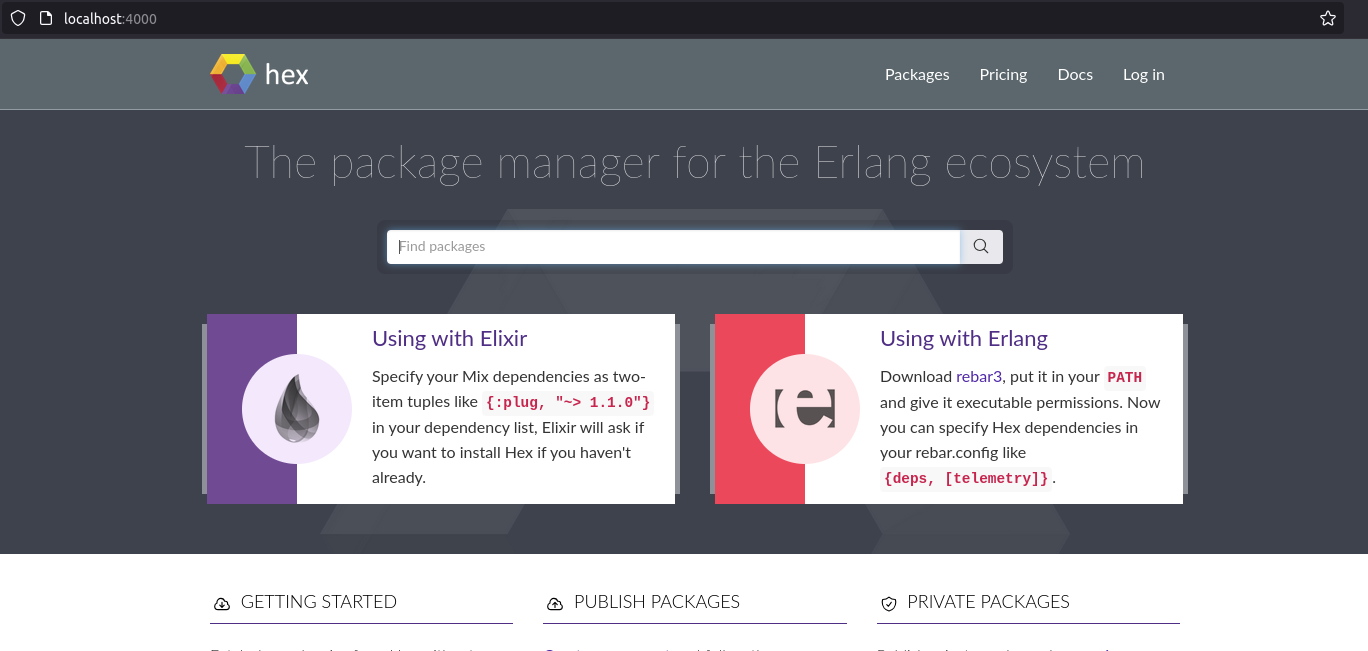 localhost:4000
hex
Packages Pricing Docs Log in
The package manager for the Erlang ecosystem
Find packages
Using with Elixir
Specify your Mix dependencies as two-
item tuples like {:plug, "~> 1.1.0"}
in your dependency list, Elixir will ask if
you want to install Hex if you haven't
already.
Using with Erlang
Download rebar3, put it in your PATH
and give it executable permissions. Now
you can specify Hex dependencies in
your rebar.config like
{deps, [telemetry]}.
GETTING STARTED
PUBLISH PACKAGES
PRIVATE PACKAGES